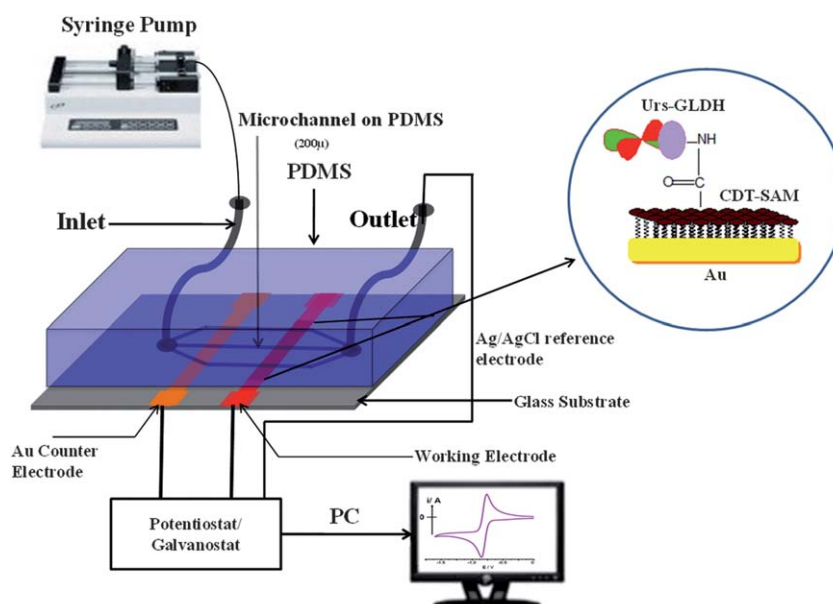 Syringe Pump
Microchannel on PDMS
(200µ)
PDMS
Inlet
Outlet
Urs-GLDH
NH
O
C
CDT-SAM
Au
Ag/AgCl reference
electrode
Glass Substrate
Au Counter
Electrode
Working Electrode
Potentiostat/
Galvanostat
PC
i/ A
0
E / V